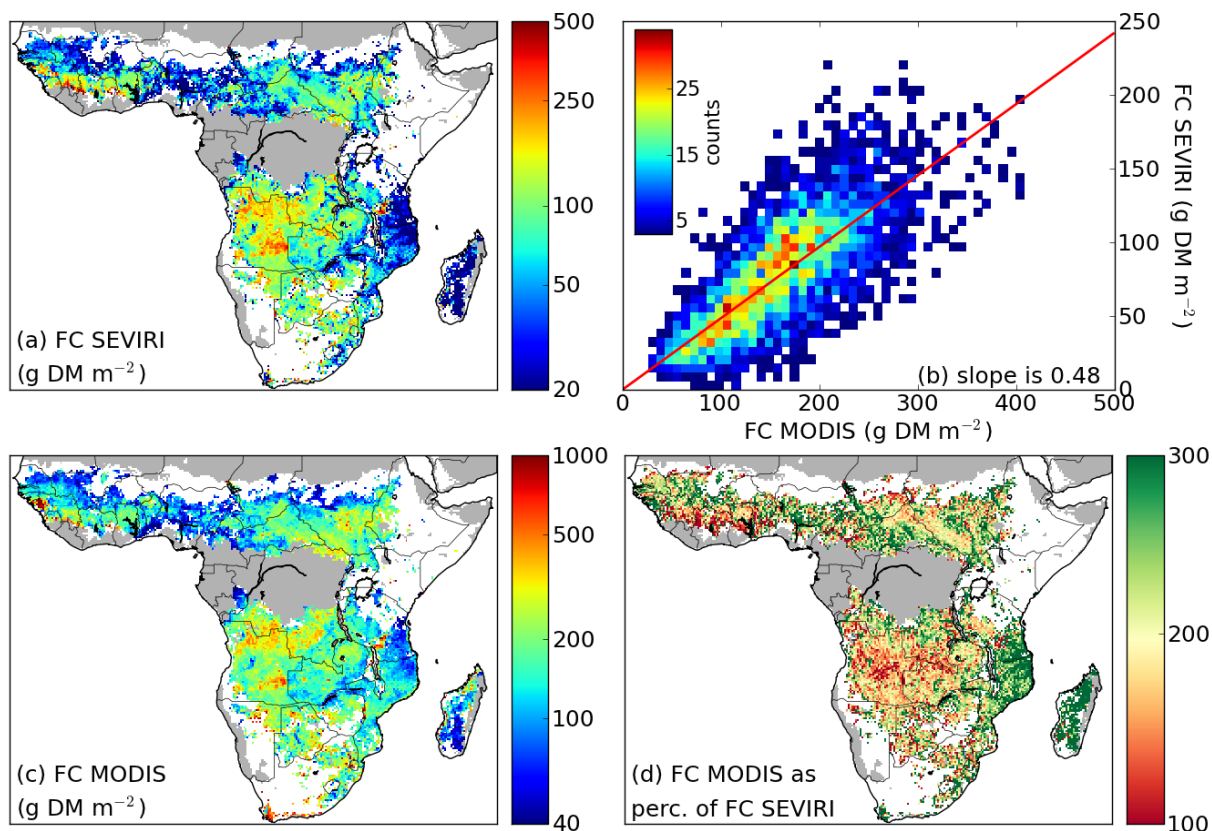 500
250
100
50
20
(a) FC SEVIRI
(g DM m⁻²)
25
15
5
counts
250
200
150
100
50
0
FC SEVIRI (g DM m⁻²)
(b) slope is 0.48
0 100 200 300 400 500
FC MODIS (g DM m⁻²)
1000
500
200
100
40
(c) FC MODIS
(g DM m⁻²)
300
200
100
(d) FC MODIS as
perc. of FC SEVIRI